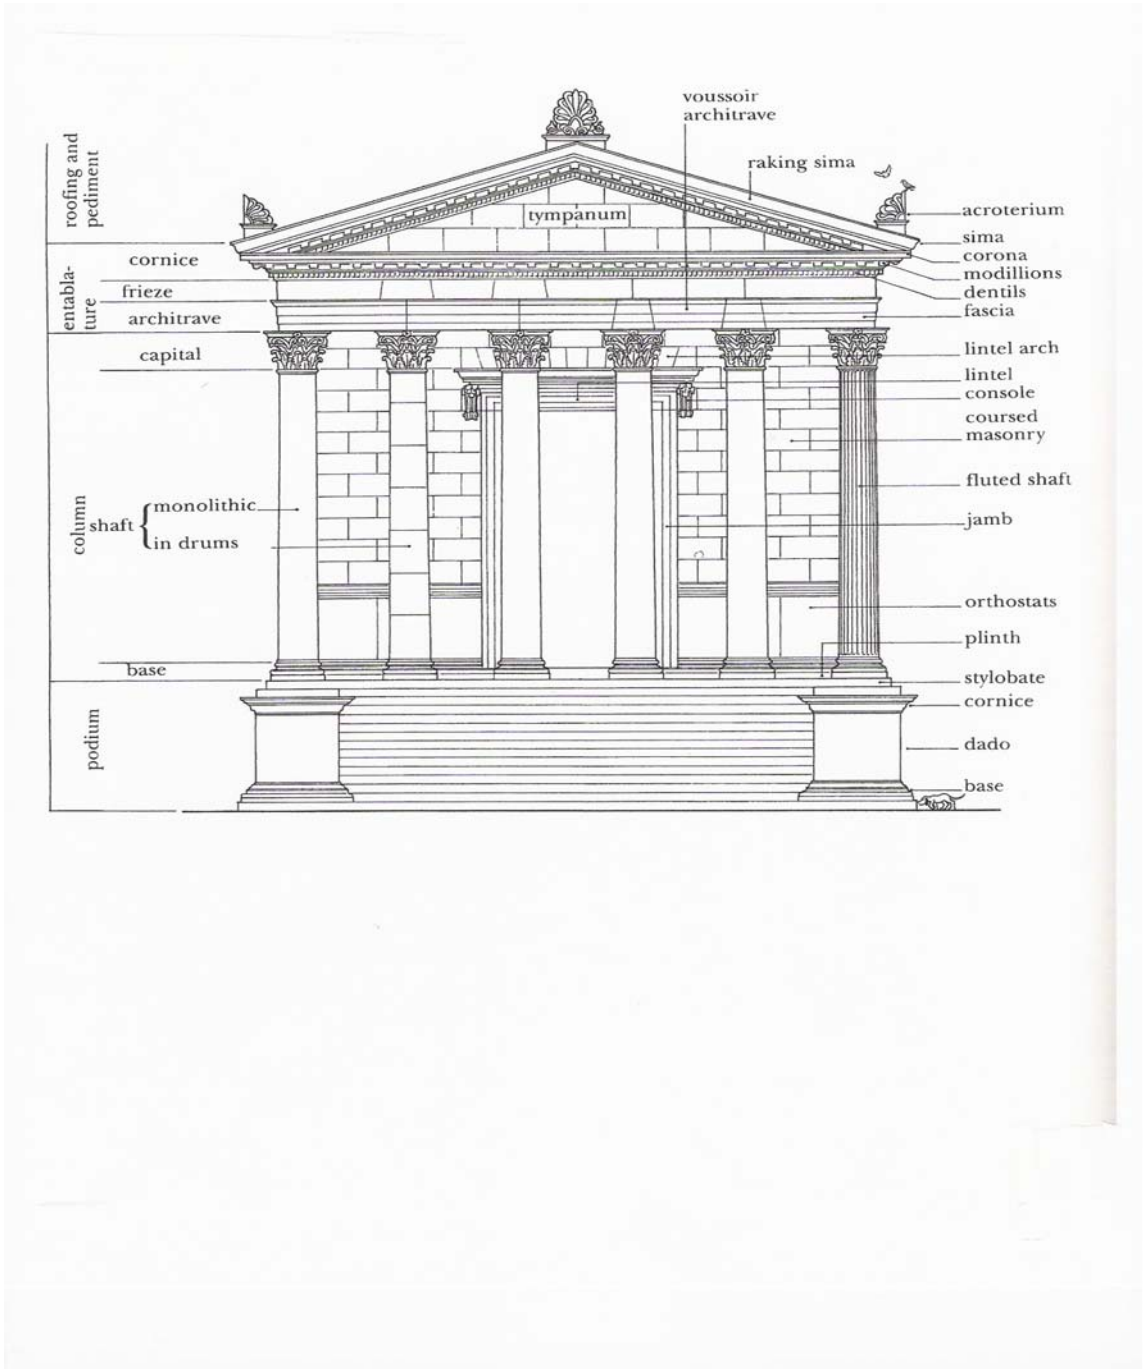 voussoir
architrave
raking sima
roofing and
pediment
tympanum
acroterium
sima
corona
modillions
dentils
fascia
enabla-
ture
cornice
frieze
architrave
capital
lintel arch
lintel
console
coursed
masonry
fluted shaft
column
shaft { monolithic
in drums
jamb
orthostats
plinth
base
stylobate
cornice
podium
dado
base